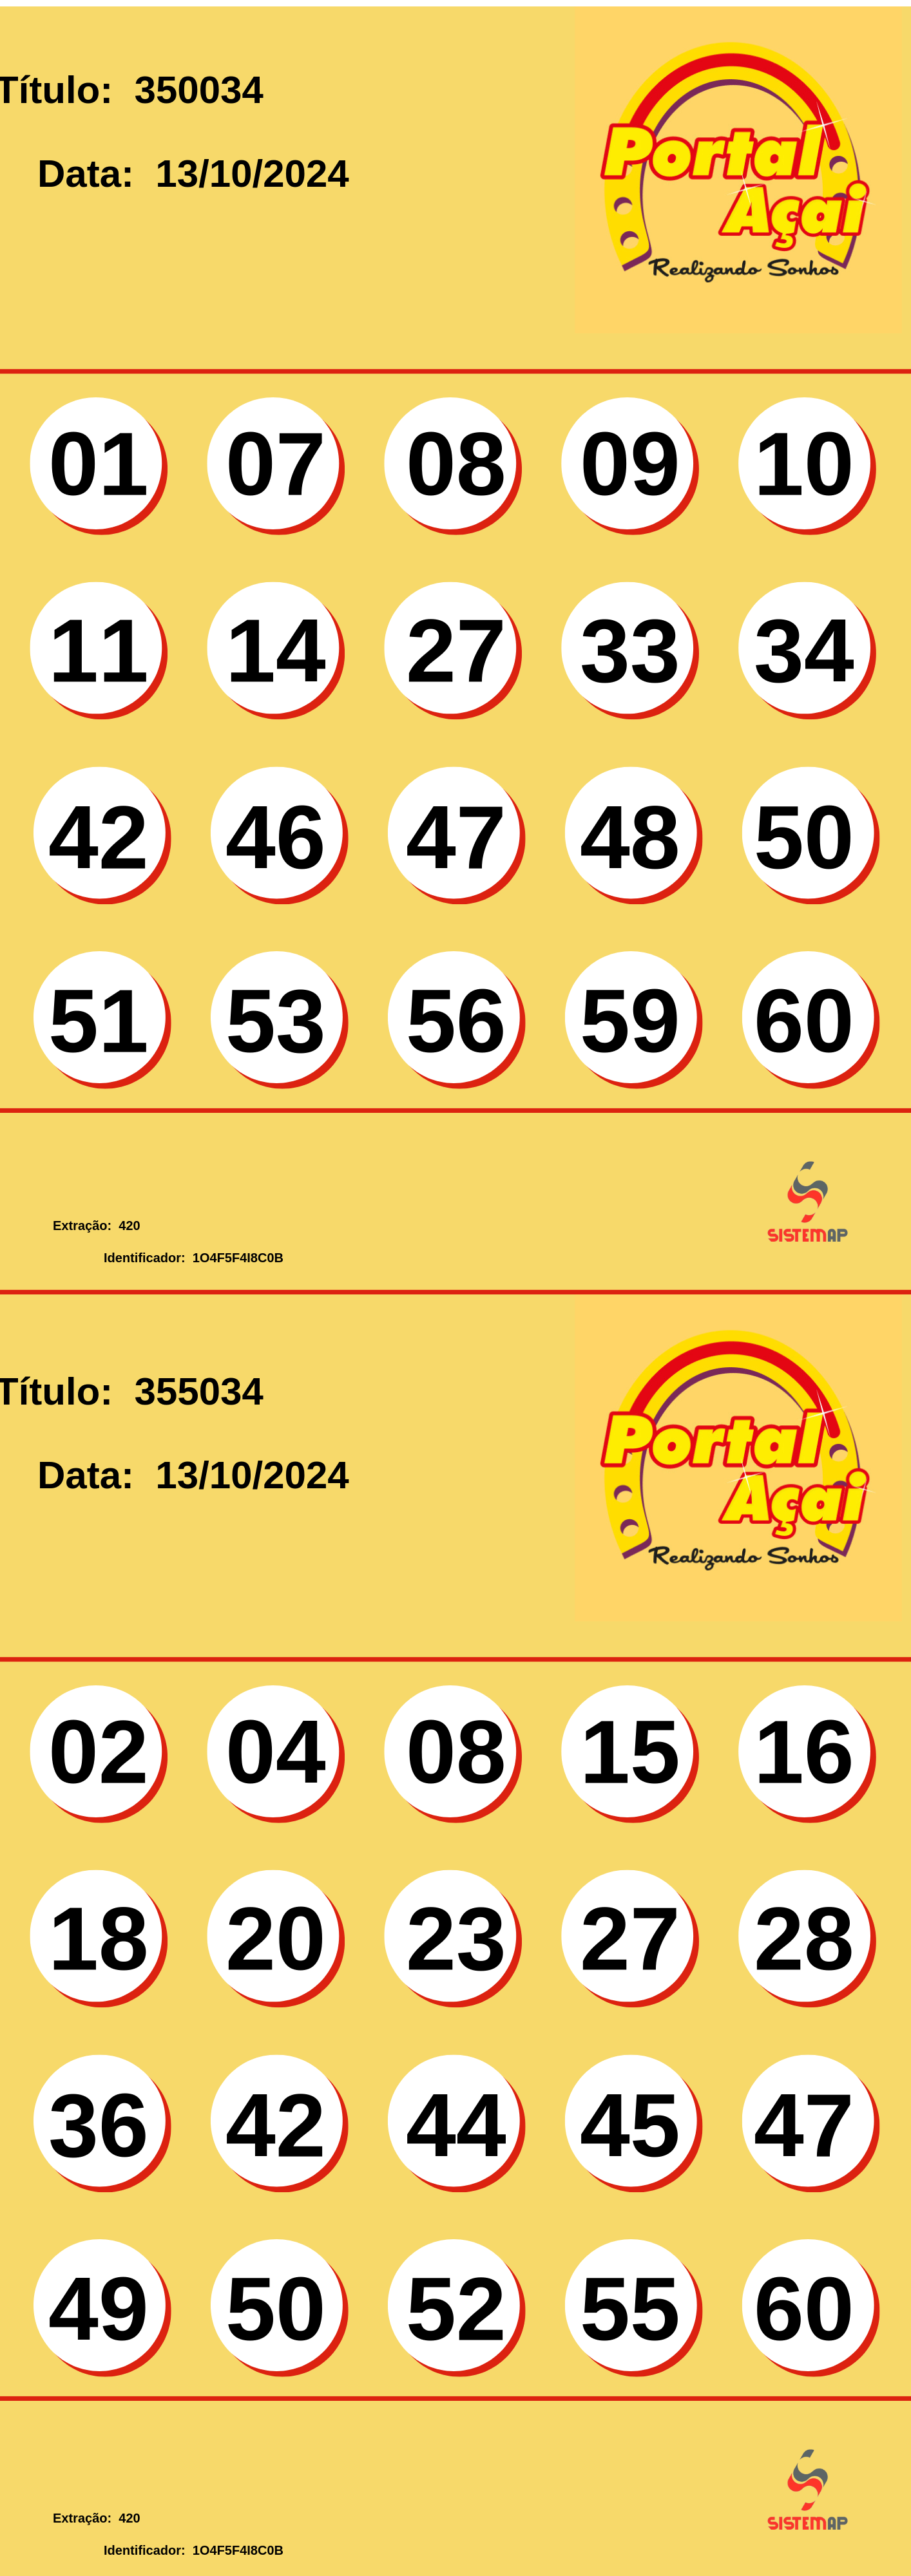 Título: 350034
Data: 13/10/2024
Portal
Açai
Realizando Sonhos
01 07 08 09 10
11 14 27 33 34
42 46 47 48 50
51 53 56 59 60
Extração: 420
Identificador: 1O4F5F4I8C0B
SISTEMAP
Título: 355034
Data: 13/10/2024
Portal
Açai
Realizando Sonhos
02 04 08 15 16
18 20 23 27 28
36 42 44 45 47
49 50 52 55 60
Extração: 420
Identificador: 1O4F5F4I8C0B
SISTEMAP